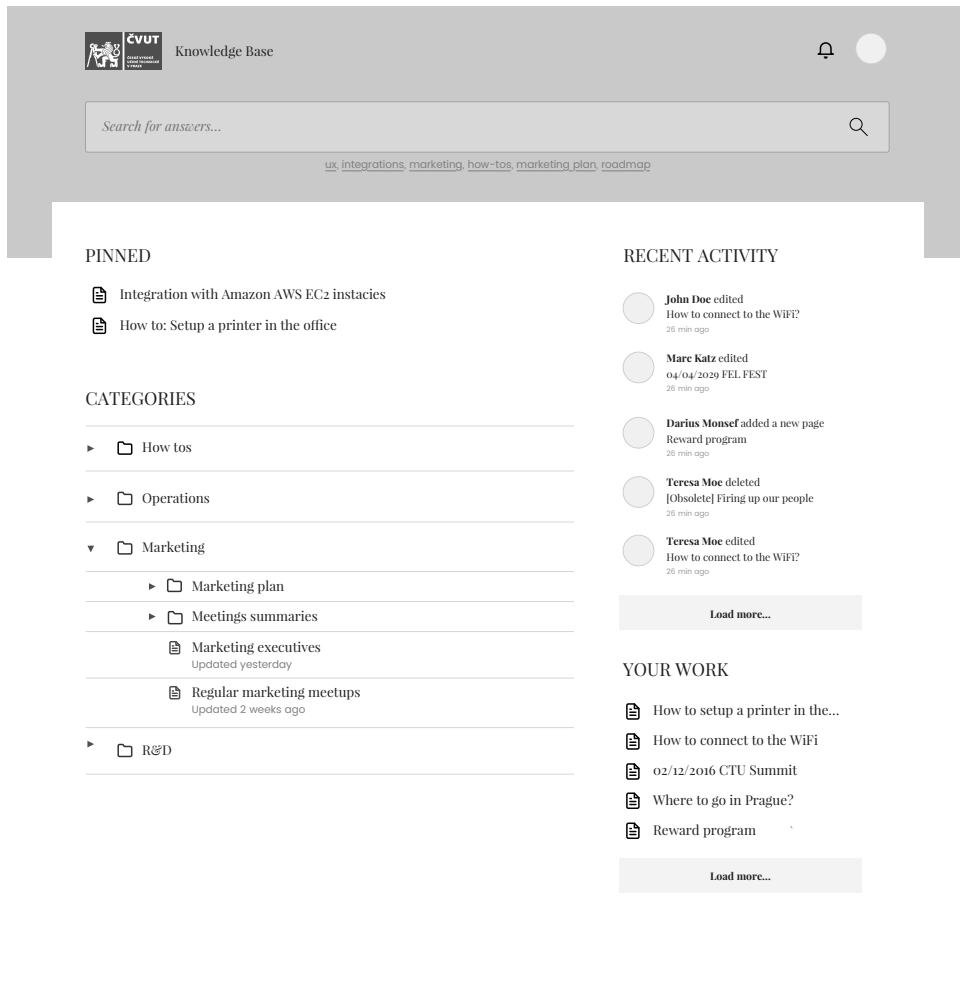 ČVUT
ČESKÉ VYSOKÉ
UČENÍ TECHNICKÉ
V PRAZE
Knowledge Base
Search for answers...
ux, integrations, marketing, how-tos, marketing plan, roadmap
PINNED
Integration with Amazon AWS EC2 instacies
How to: Setup a printer in the office
CATEGORIES
How tos
Operations
Marketing
Marketing plan
Meetings summaries
Marketing executives
Updated yesterday
Regular marketing meetups
Updated 2 weeks ago
R&D
RECENT ACTIVITY
John Doe edited
How to connect to the WiFi?
26 min ago
Marc Katz edited
04/04/2029 FEL FEST
26 min ago
Darius Monsef added a new page
Reward program
26 min ago
Teresa Moe deleted
[Obsolete] Firing up our people
26 min ago
Teresa Moe edited
How to connect to the WiFi?
26 min ago
Load more...
YOUR WORK
How to setup a printer in the...
How to connect to the WiFi
02/12/2016 CTU Summit
Where to go in Prague?
Reward program `
Load more...